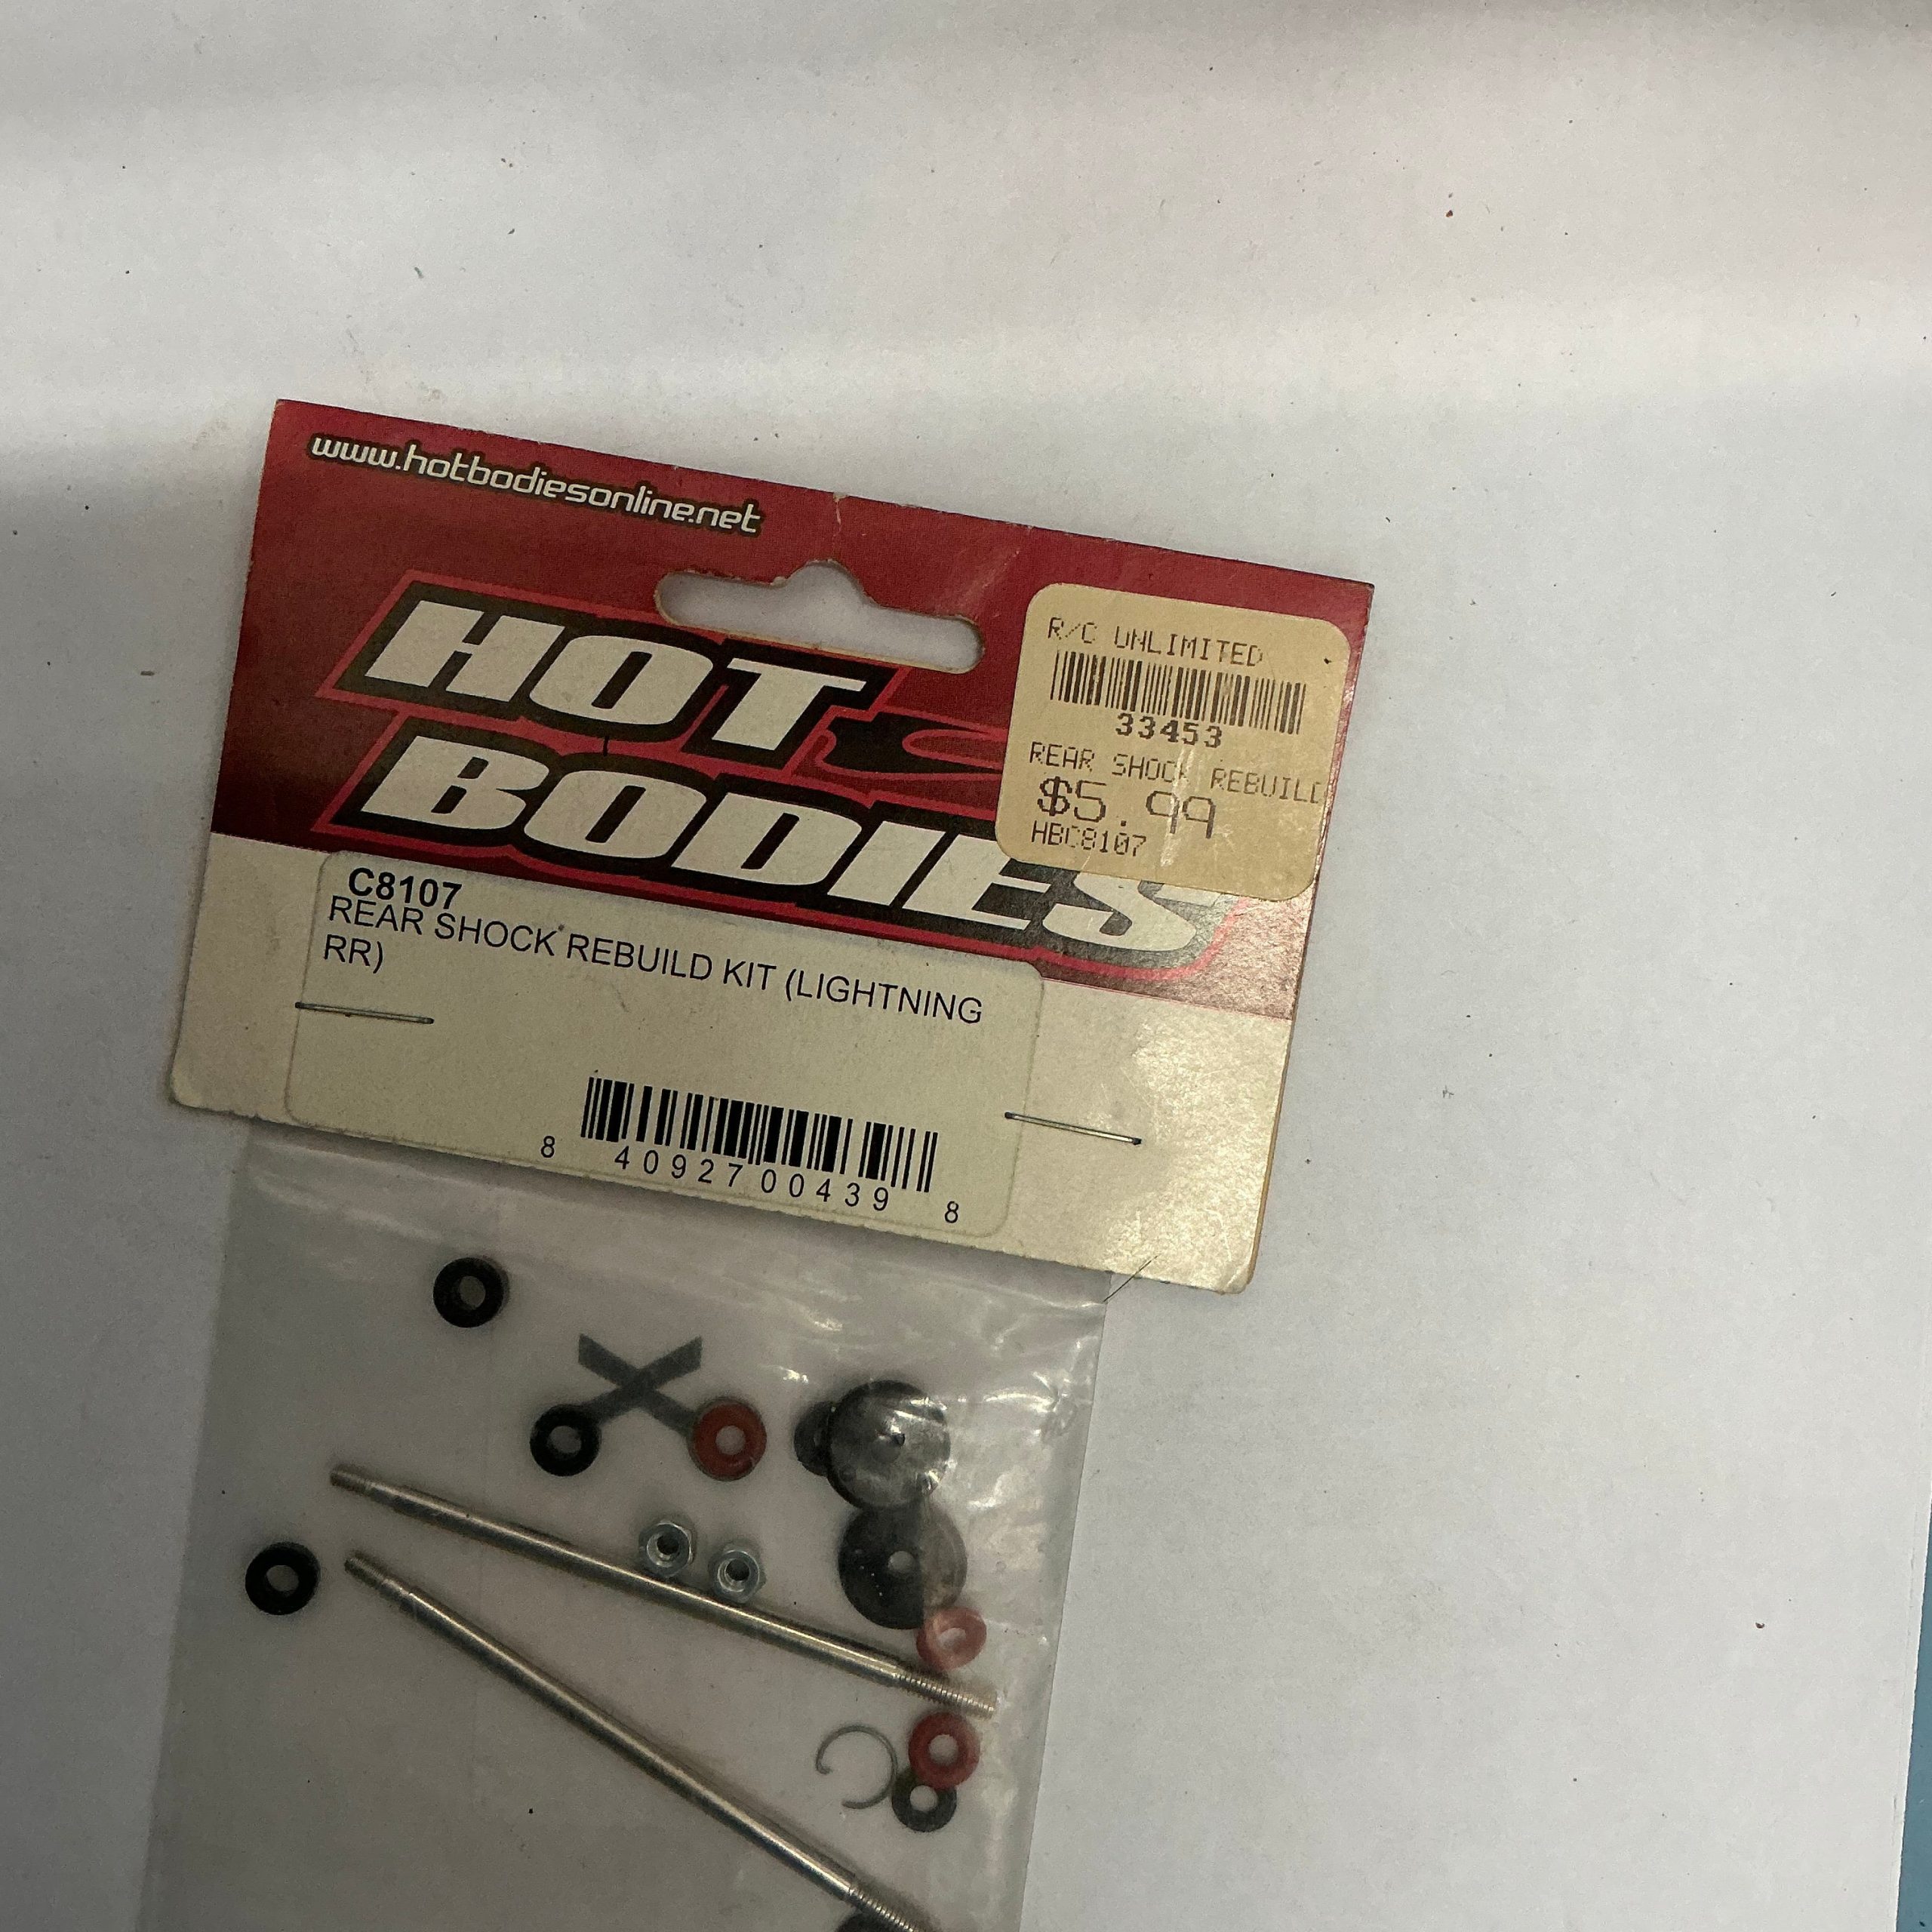 www.hotbodiesonline.net
HOT
BODIES
R/C UNLIMITED
33453
REAR SHOCK REBUILD
$5.99
HBC8107
C8107
REAR SHOCK REBUILD KIT (LIGHTNING
RR)
8 40927 00439 8